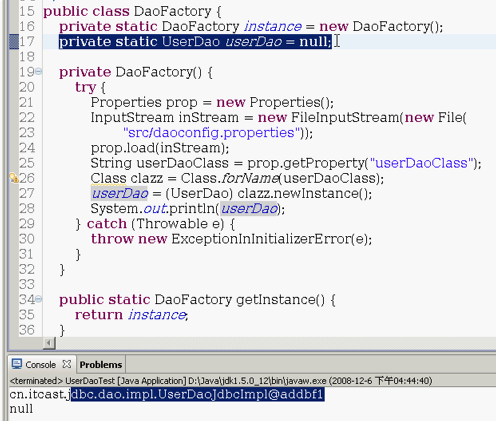 15 public class DaoFactory {
16 private static DaoFactory instance = new DaoFactory();
17 private static UserDao userDao = null;
18
19 private DaoFactory() {
20 try {
21 Properties prop = new Properties();
22 InputStream inStream = new FileInputStream(new File(
23 "src/daoconfig.properties"));
24 prop.load(inStream);
25 String userDaoClass = prop.getProperty("userDaoClass");
26 Class clazz = Class.forName(userDaoClass);
27 userDao = (UserDao) clazz.newInstance();
28 System.out.println(userDao);
29 } catch (Throwable e) {
30 throw new ExceptionInInitializerError(e);
31 }
32 }
33
34 public static DaoFactory getInstance() {
35 return instance;
36 }
Console Problems
<terminated> UserDaoTest [Java Application] D:\Java\jdk1.5.0_12\bin\javaw.exe (2008-12-6 下午04:44:40)
cn.itcast.jdbc.dao.impl.UserDaoJdbcImpl@addbf1
null